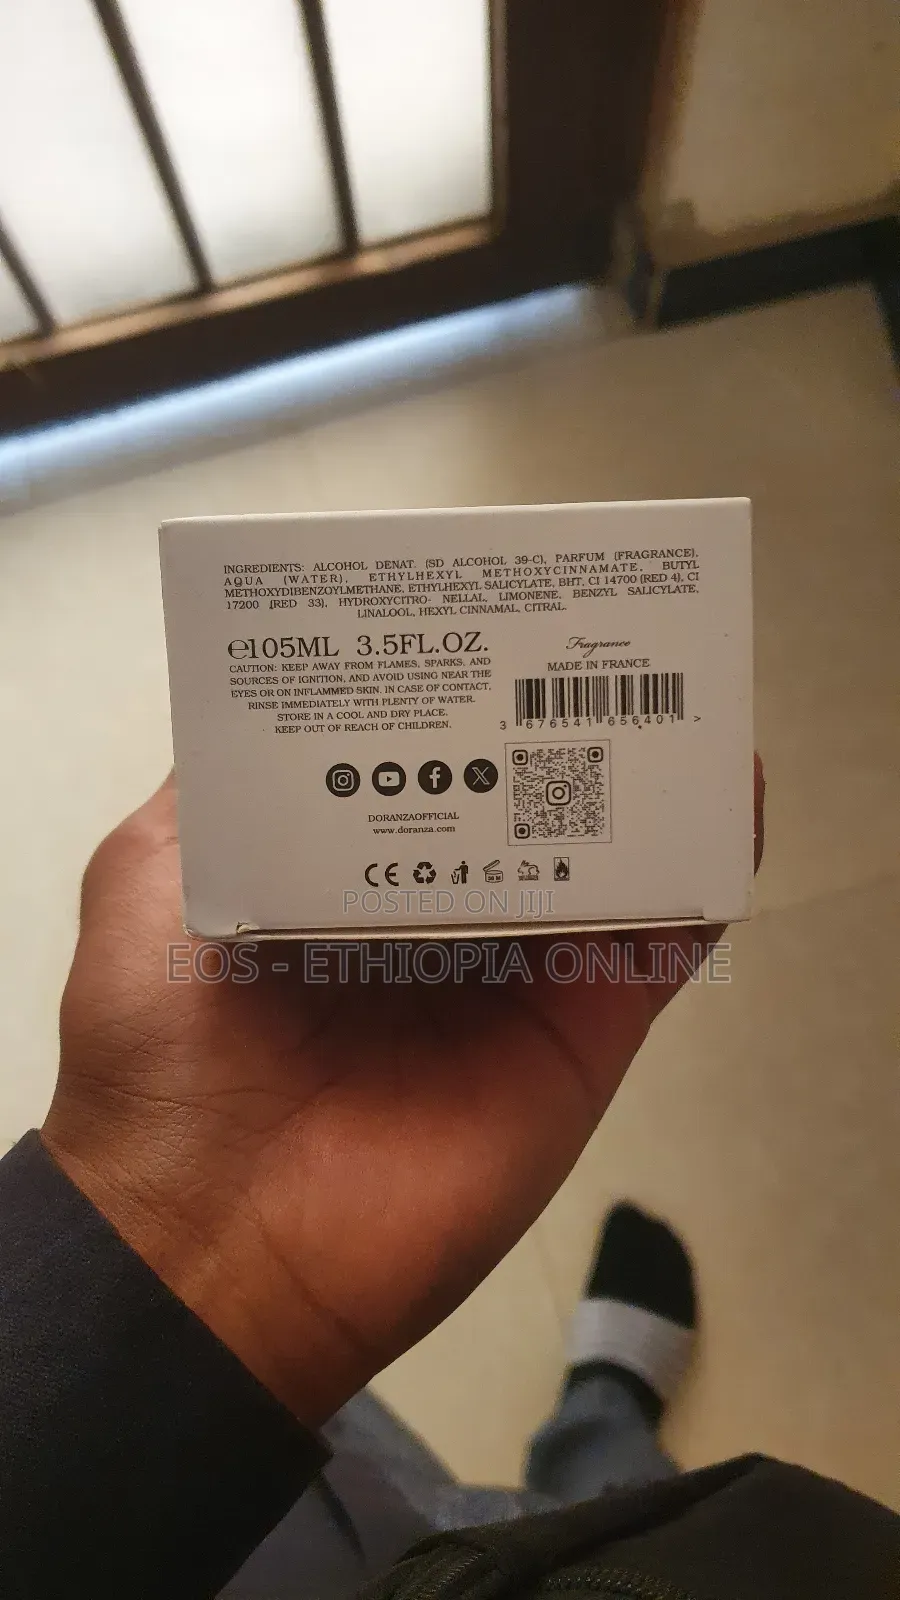 INGREDIENTS: ALCOHOL DENAT. (SD ALCOHOL 39-C), PARFUM (FRAGRANCE),
AQUA (WATER), ETHYLHEXYL METHOXYCINNAMATE, BUTYL
METHOXYDIBENZOYLMETHANE, ETHYLHEXYL SALICYLATE, BHT, CI 14700 (RED 4), CI
17200 (RED 33), HYDROXYCITRO- NELLAL, LIMONENE, BENZYL SALICYLATE,
LINALOOL, HEXYL CINNAMAL, CITRAL.
℮105ML 3.5FL.OZ.
CAUTION: KEEP AWAY FROM FLAMES, SPARKS, AND
SOURCES OF IGNITION, AND AVOID USING NEAR THE
EYES OR ON INFLAMMED SKIN. IN CASE OF CONTACT,
RINSE IMMEDIATELY WITH PLENTY OF WATER.
STORE IN A COOL AND DRY PLACE.
KEEP OUT OF REACH OF CHILDREN.
Fragrance
MADE IN FRANCE
3 676541 656401 >
DORANZAOFFICIAL
www.doranza.com
CE
POSTED ON JIJI
EOS - ETHIOPIA ONLINE